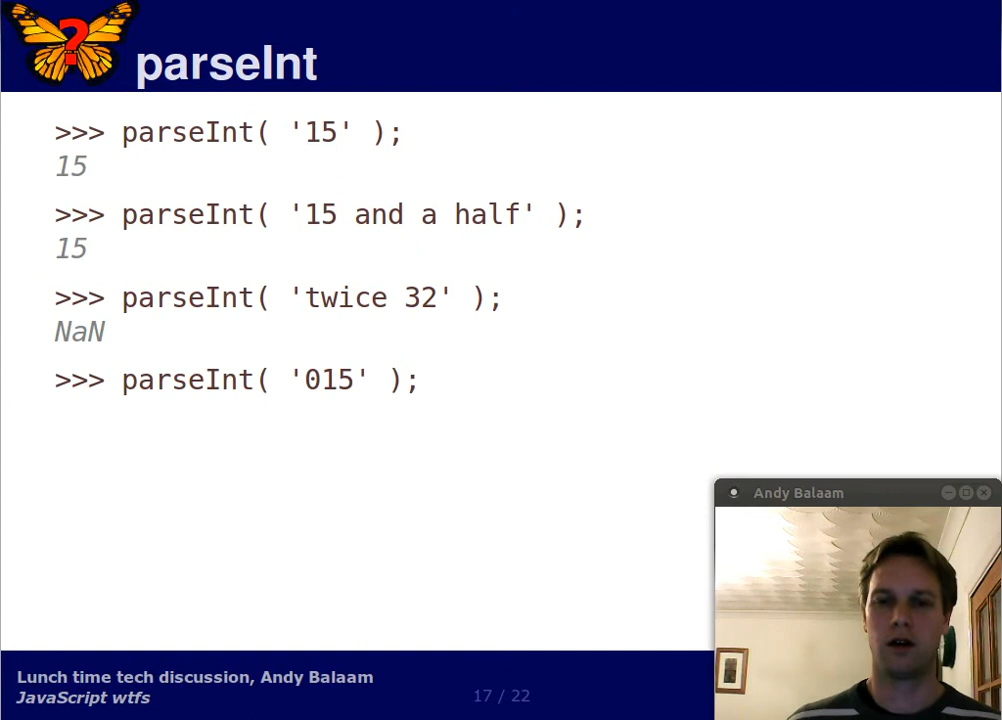 ?
parseInt
>>> parseInt( '15' );
15
>>> parseInt( '15 and a half' );
15
>>> parseInt( 'twice 32' );
NaN
>>> parseInt( '015' );
Andy Balaam
Lunch time tech discussion, Andy Balaam
JavaScript wtfs
17 / 22